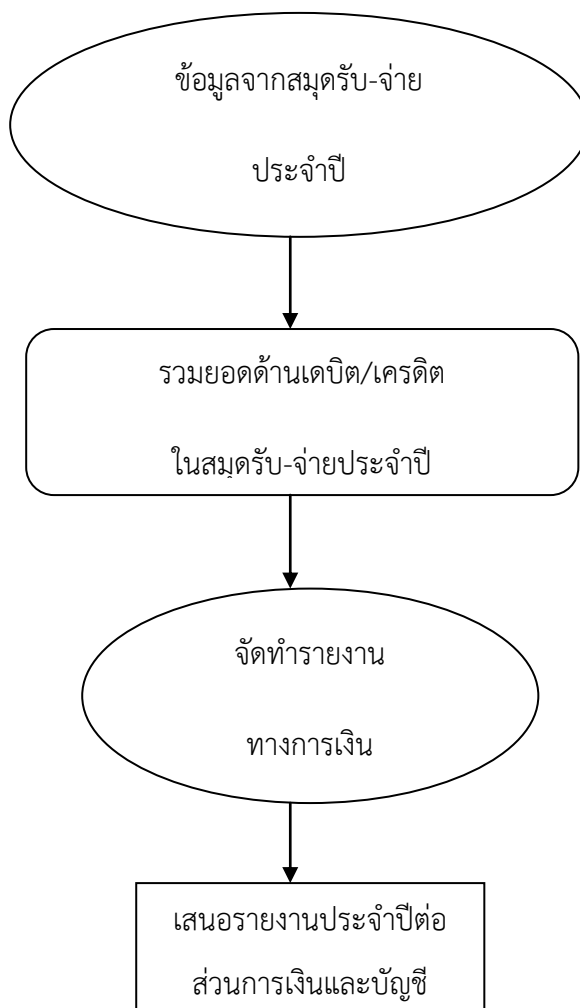 ข้อมูลจากสมุดรับ-จ่าย
ประจำปี
รวมยอดด้านเดบิต/เครดิต
ในสมุดรับ-จ่ายประจำปี
จัดทำรายงาน
ทางการเงิน
เสนอรายงานประจำปีต่อ
ส่วนการเงินและบัญชี